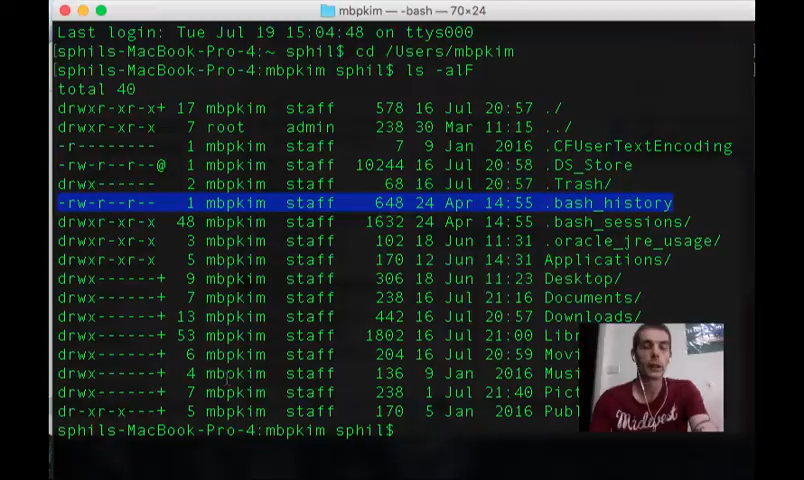 mbpkim — -bash — 70×24
Last login: Tue Jul 19 15:04:48 on ttys000
[sphils-MacBook-Pro-4:~ sphil$ cd /Users/mbpkim ]
[sphils-MacBook-Pro-4:mbpkim sphil$ ls -alF ]
total 40
drwxr-xr-x+ 17 mbpkim staff 578 16 Jul 20:57 ./
drwxr-xr-x 7 root admin 238 30 Mar 11:15 ../
-r-------- 1 mbpkim staff 7 9 Jan 2016 .CFUserTextEncoding
-rw-r--r--@ 1 mbpkim staff 10244 16 Jul 20:58 .DS_Store
drwx------ 2 mbpkim staff 68 16 Jul 20:57 .Trash/
-rw-r--r-- 1 mbpkim staff 648 24 Apr 14:55 .bash_history
drwxr-xr-x 48 mbpkim staff 1632 24 Apr 14:55 .bash_sessions/
drwxr-xr-x 3 mbpkim staff 102 18 Jun 11:31 .oracle_jre_usage/
drwxr-xr-x 5 mbpkim staff 170 12 Jun 14:31 Applications/
drwx------+ 9 mbpkim staff 306 18 Jun 11:23 Desktop/
drwx------+ 7 mbpkim staff 238 16 Jul 21:16 Documents/
drwx------+ 13 mbpkim staff 442 16 Jul 20:57 Downloads/
drwx------+ 53 mbpkim staff 1802 16 Jul 21:00 Lib
drwx------+ 6 mbpkim staff 204 16 Jul 20:59 Movi
drwx------+ 4 mbpkim staff 136 9 Jan 2016 Mus
drwx------+ 7 mbpkim staff 238 1 Jul 21:40 Pic
dr-xr-x---+ 5 mbpkim staff 170 5 Jan 2016 Publ
sphils-MacBook-Pro-4:mbpkim sphil$